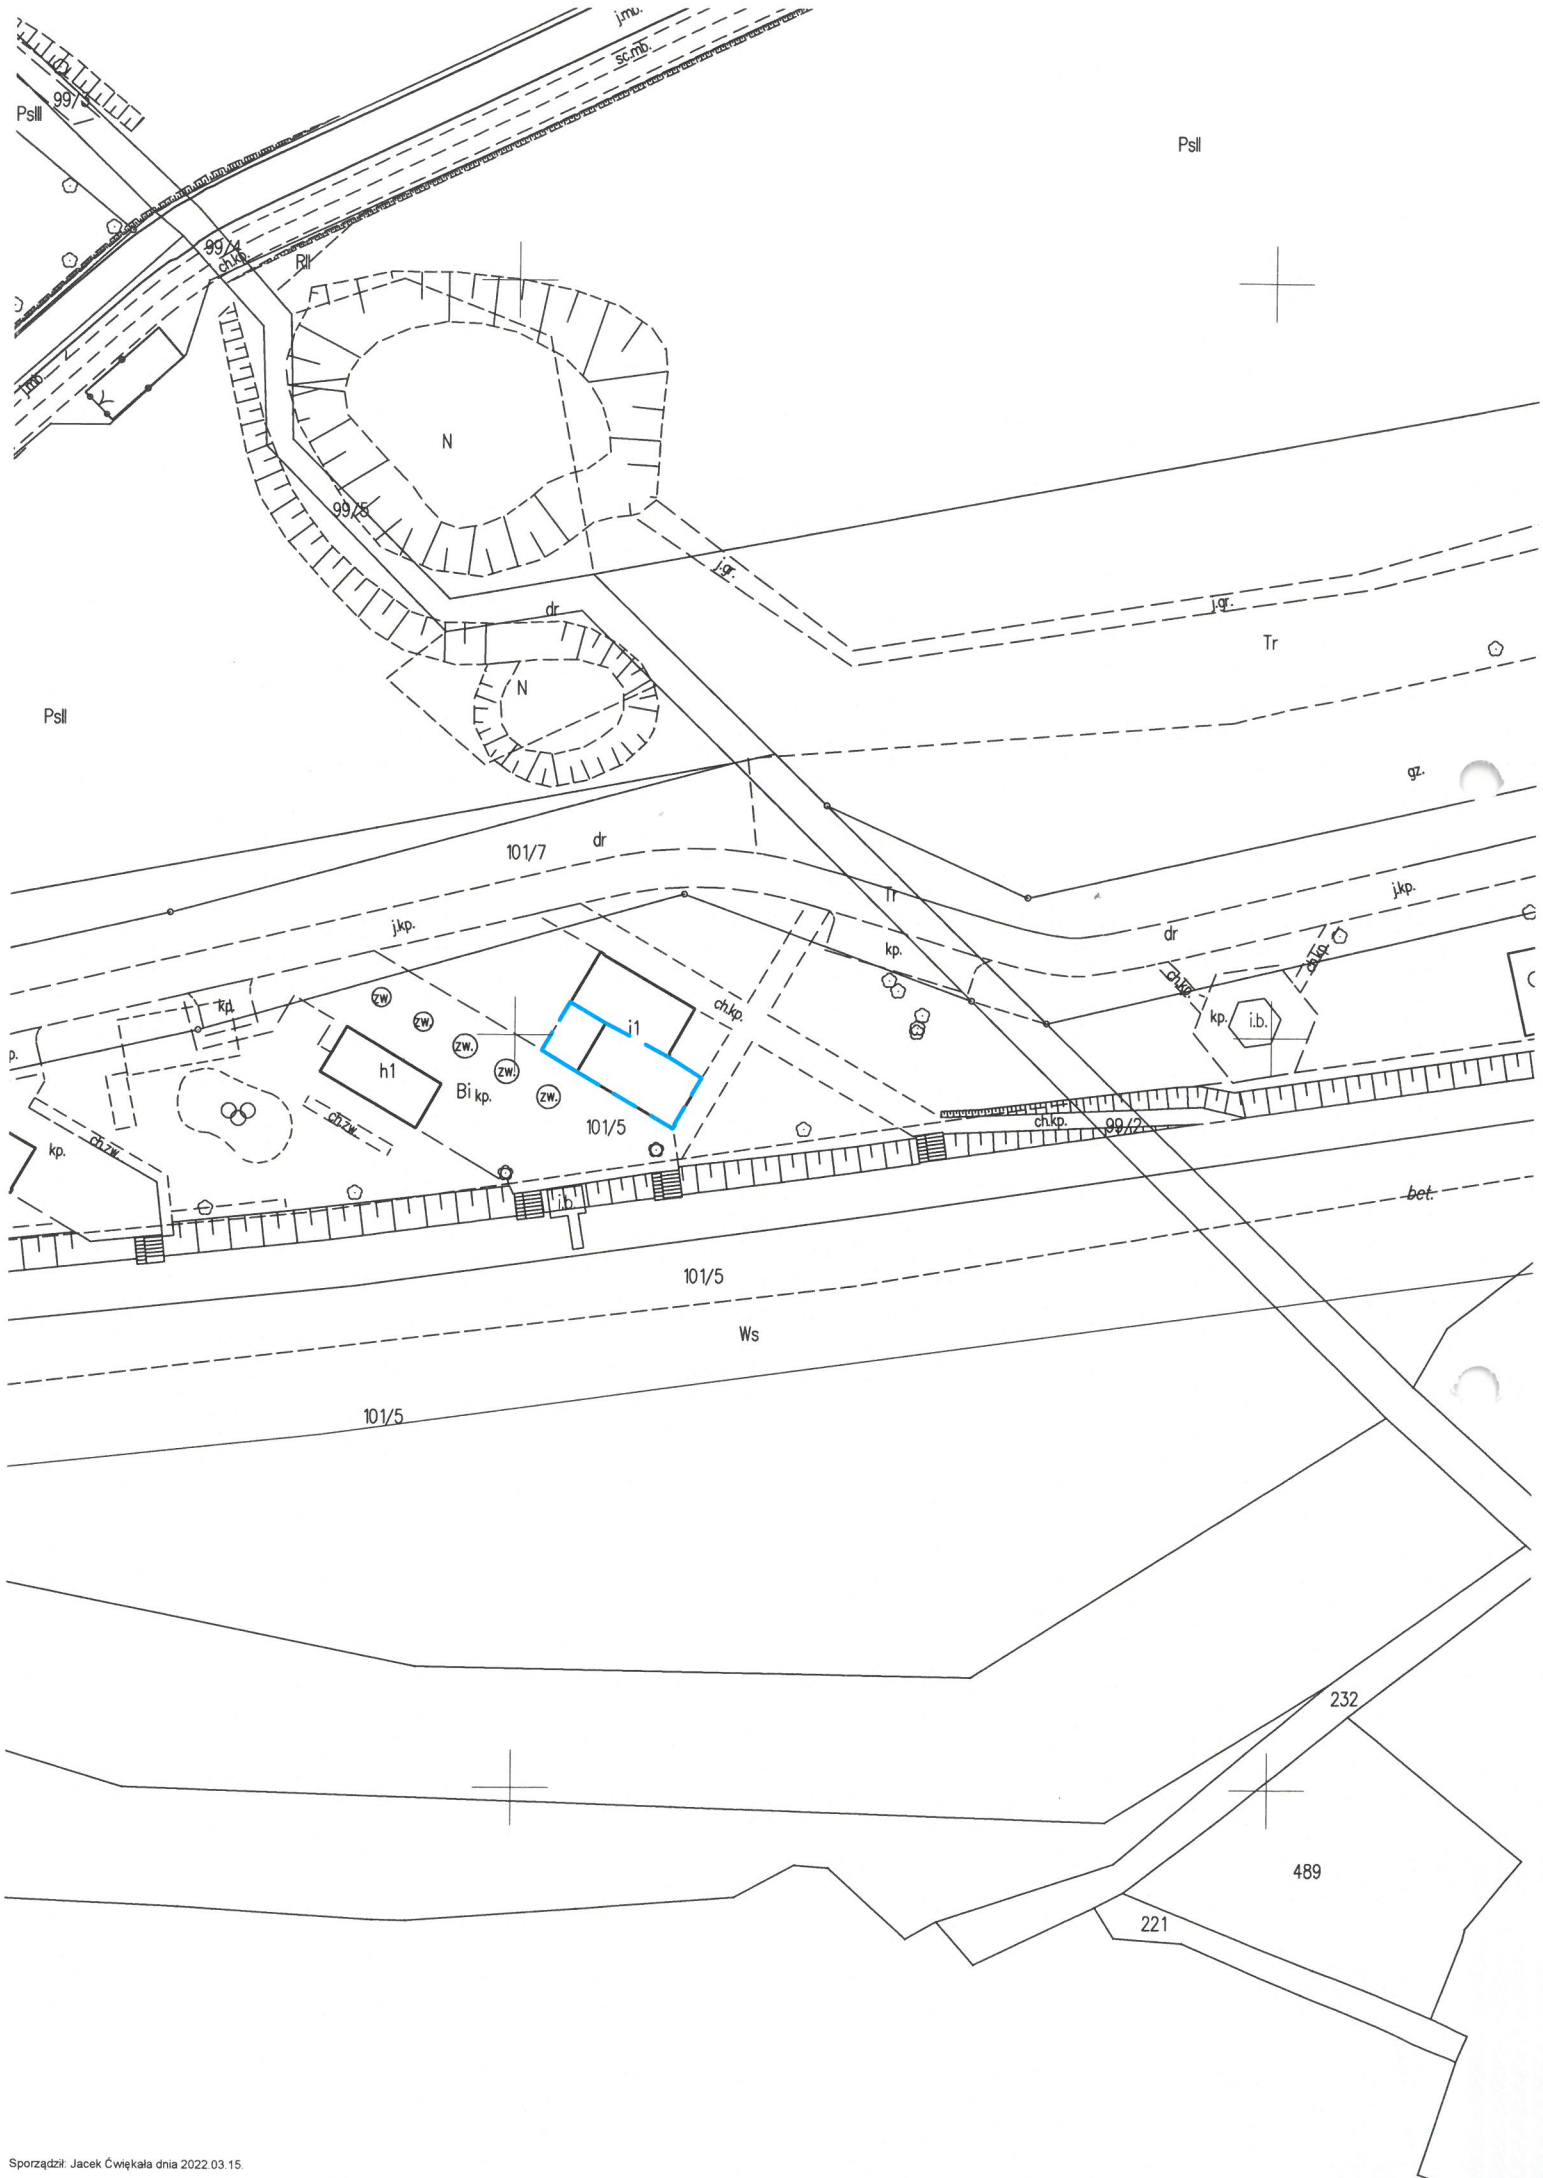 j.mb.
sc.mb.
99/3
PsIII
PsII
99/4
ch.kp.
RII
j.mb.
N
99/5
j.gr.
dr
j.gr.
Tr
N
PsII
gz.
dr
101/7
Tr
j.kp.
j.kp.
dr
kp.
ch.kp.
ch.kp.
zw.
kp.
ch.kp.
kp.
i.b.
zw.
i1
zw.
p.
h1
zw.
Bi
kp.
zw.
ch.zw.
101/5
ch.kp.
99/2
ch.zw.
kp.
i.b.
bet.
101/5
Ws
101/5
232
489
221
Sporządził: Jacek Ćwiękała dnia 2022.03.15.